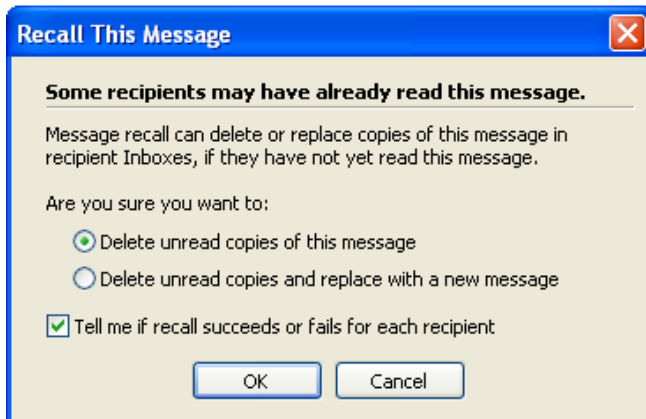 Recall This Message
Some recipients may have already read this message.
Message recall can delete or replace copies of this message in
recipient Inboxes, if they have not yet read this message.
Are you sure you want to:
Delete unread copies of this message
Delete unread copies and replace with a new message
Tell me if recall succeeds or fails for each recipient
OK Cancel